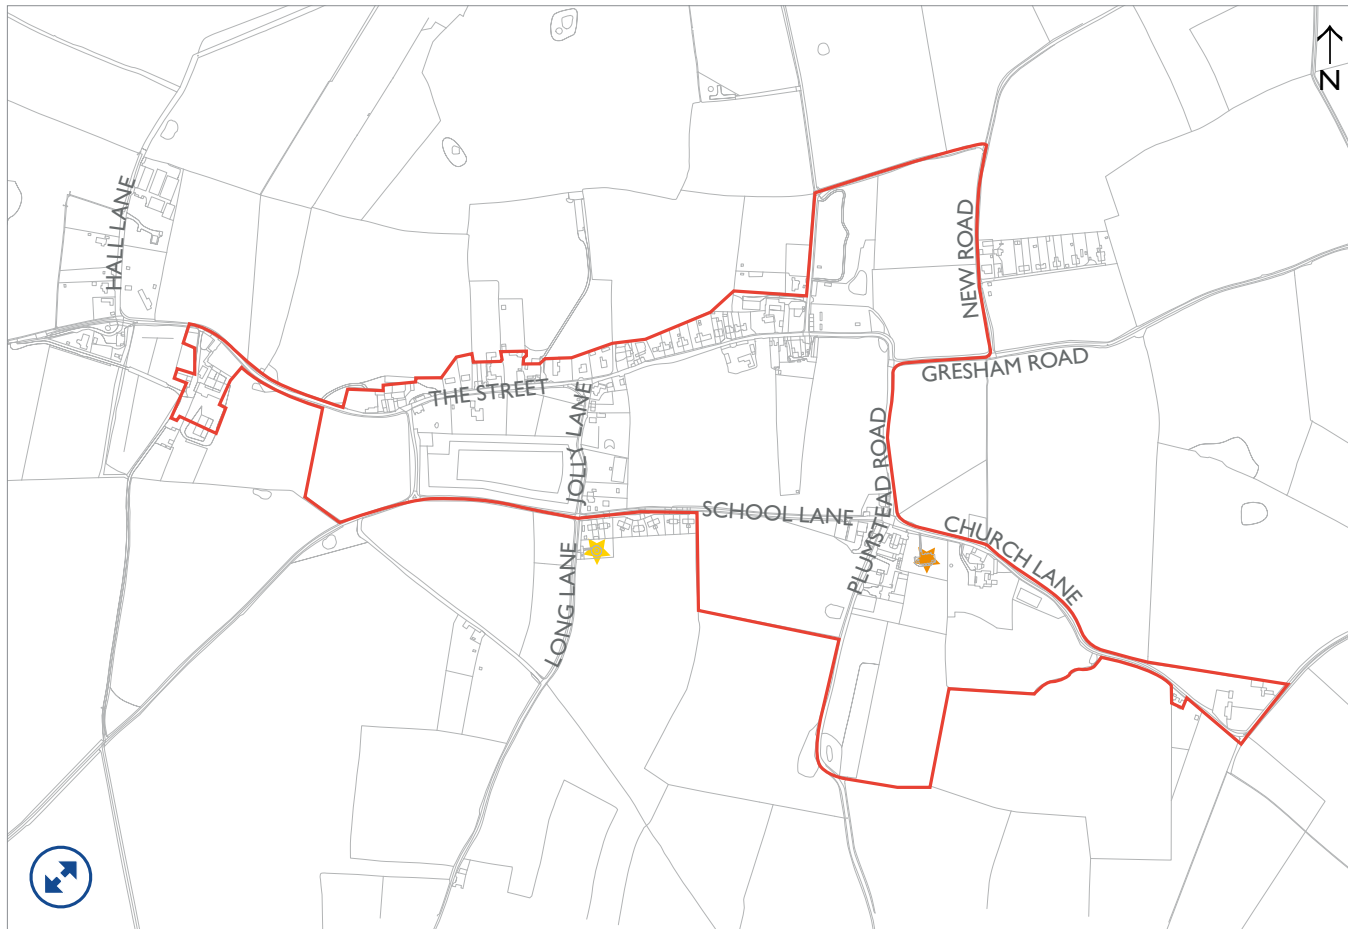 N
HALL LANE
NEW ROAD
GRESHAM ROAD
THE STREET
JOLLY LANE
PLUMSTEAD ROAD
SCHOOL LANE
CHURCH LANE
LONG LANE